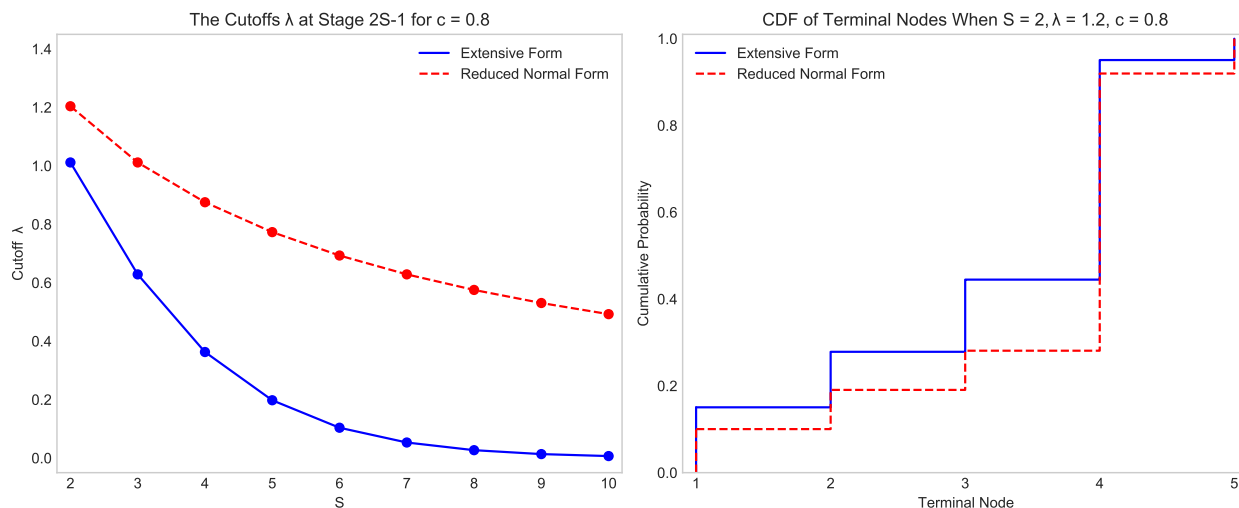 The Cutoffs λ at Stage 2S-1 for c = 0.8
1.4
1.2
1.0
0.8
0.6
0.4
0.2
0.0
Cutoff λ
Extensive Form
Reduced Normal Form
2 3 4 5 6 7 8 9 10
S
CDF of Terminal Nodes When S = 2, λ = 1.2, c = 0.8
1.0
0.8
0.6
0.4
0.2
0.0
Cumulative Probability
Extensive Form
Reduced Normal Form
1 2 3 4 5
Terminal Node